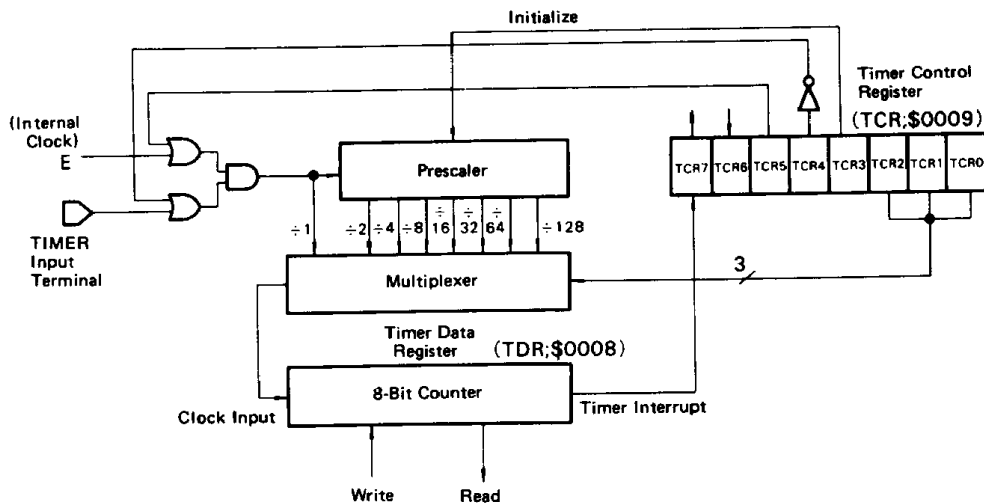 Initialize
Timer Control
Register
(TCR;$0009)
(Internal
Clock)
E
TCR7 TCR6 TCR5 TCR4 TCR3 TCR2 TCR1 TCR0
Prescaler
TIMER
Input
Terminal
÷1 ÷2 ÷4 ÷8 ÷16 ÷32 ÷64 ÷128
Multiplexer
3
Timer Data
Register
(TDR;$0008)
8-Bit Counter
Clock Input
Timer Interrupt
Write
Read